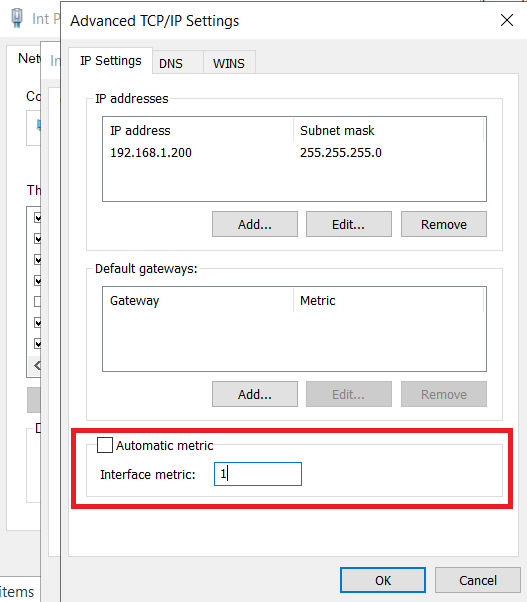 Int P
Advanced TCP/IP Settings
Netw
In
IP Settings DNS WINS
Co
IP addresses
IP address Subnet mask
192.168.1.200 255.255.255.0
Th
Add... Edit... Remove
Default gateways:
Gateway Metric
Add... Edit... Remove
D
Automatic metric
Interface metric: 1
OK Cancel
items